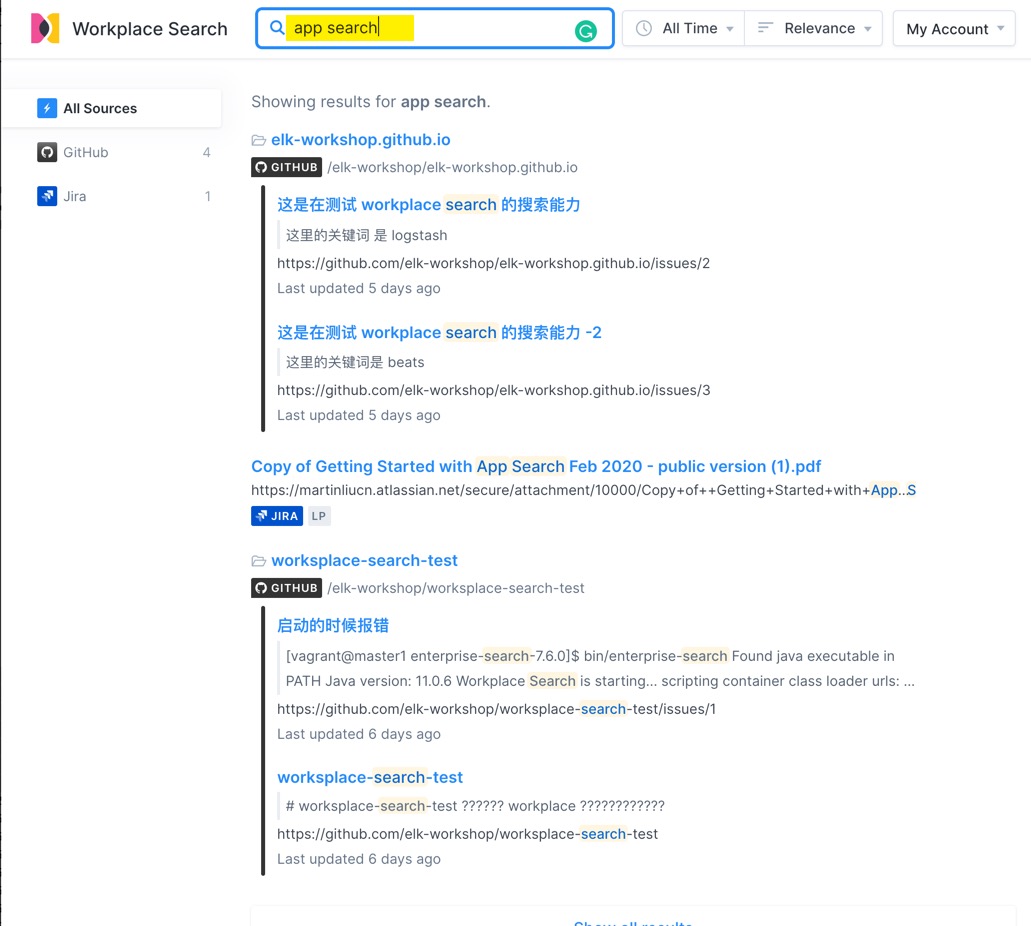 Workplace Search
app search
All Time
Relevance
My Account
All Sources
GitHub 4
Jira 1
Showing results for app search.
elk-workshop.github.io
GITHUB /elk-workshop/elk-workshop.github.io
这是在测试 workplace search 的搜索能力
这里的关键词 是 logstash
https://github.com/elk-workshop/elk-workshop.github.io/issues/2
Last updated 5 days ago
这是在测试 workplace search 的搜索能力 -2
这里的关键词是 beats
https://github.com/elk-workshop/elk-workshop.github.io/issues/3
Last updated 5 days ago
Copy of Getting Started with App Search Feb 2020 - public version (1).pdf
https://martinliucn.atlassian.net/secure/attachment/10000/Copy+of++Getting+Started+with+App...S
JIRA LP
worksplace-search-test
GITHUB /elk-workshop/worksplace-search-test
启动的时候报错
[vagrant@master1 enterprise-search-7.6.0]$ bin/enterprise-search Found java executable in
PATH Java version: 11.0.6 Workplace Search is starting... scripting container class loader urls: ...
https://github.com/elk-workshop/worksplace-search-test/issues/1
Last updated 6 days ago
worksplace-search-test
# worksplace-search-test ?????? workplace ????????????
https://github.com/elk-workshop/worksplace-search-test
Last updated 6 days ago
Show all results